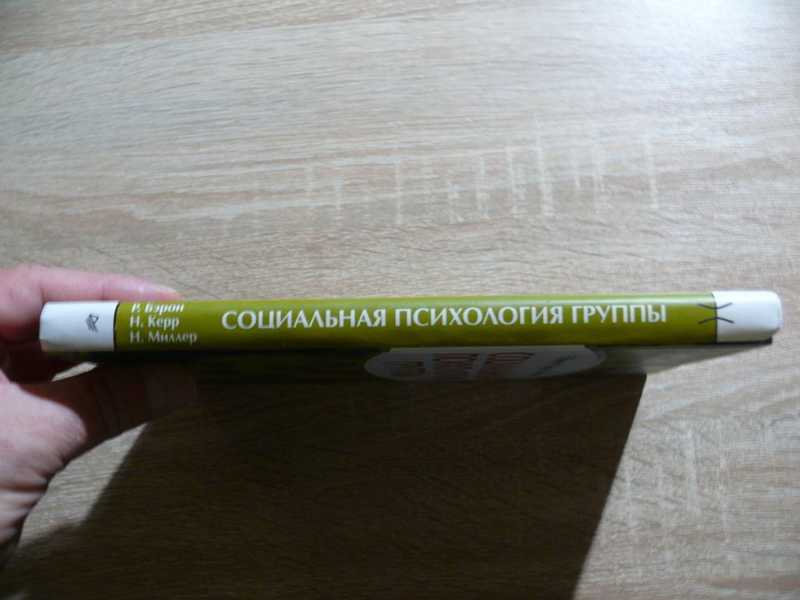 Р. Бэрон
Н. Керр
Н. Миллер
СОЦИАЛЬНАЯ ПСИХОЛОГИЯ ГРУППЫ